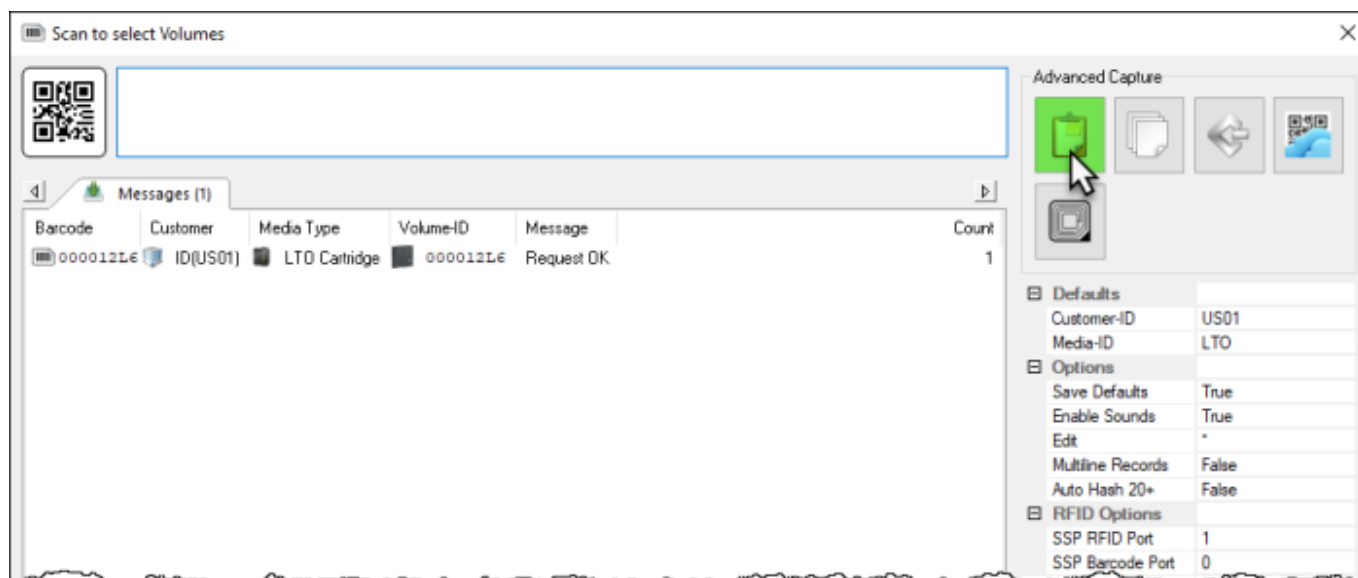 Scan to select Volumes
Advanced Capture
Messages (1)
Barcode Customer Media Type Volume-ID Message Count
000012L6 ID(US01) LTO Cartridge 000012L6 Request OK 1
Defaults
Customer-ID US01
Media-ID LTO
Options
Save Defaults True
Enable Sounds True
Edit *
Multiline Records False
Auto Hash 20+ False
RFID Options
SSP RFID Port 1
SSP Barcode Port 0